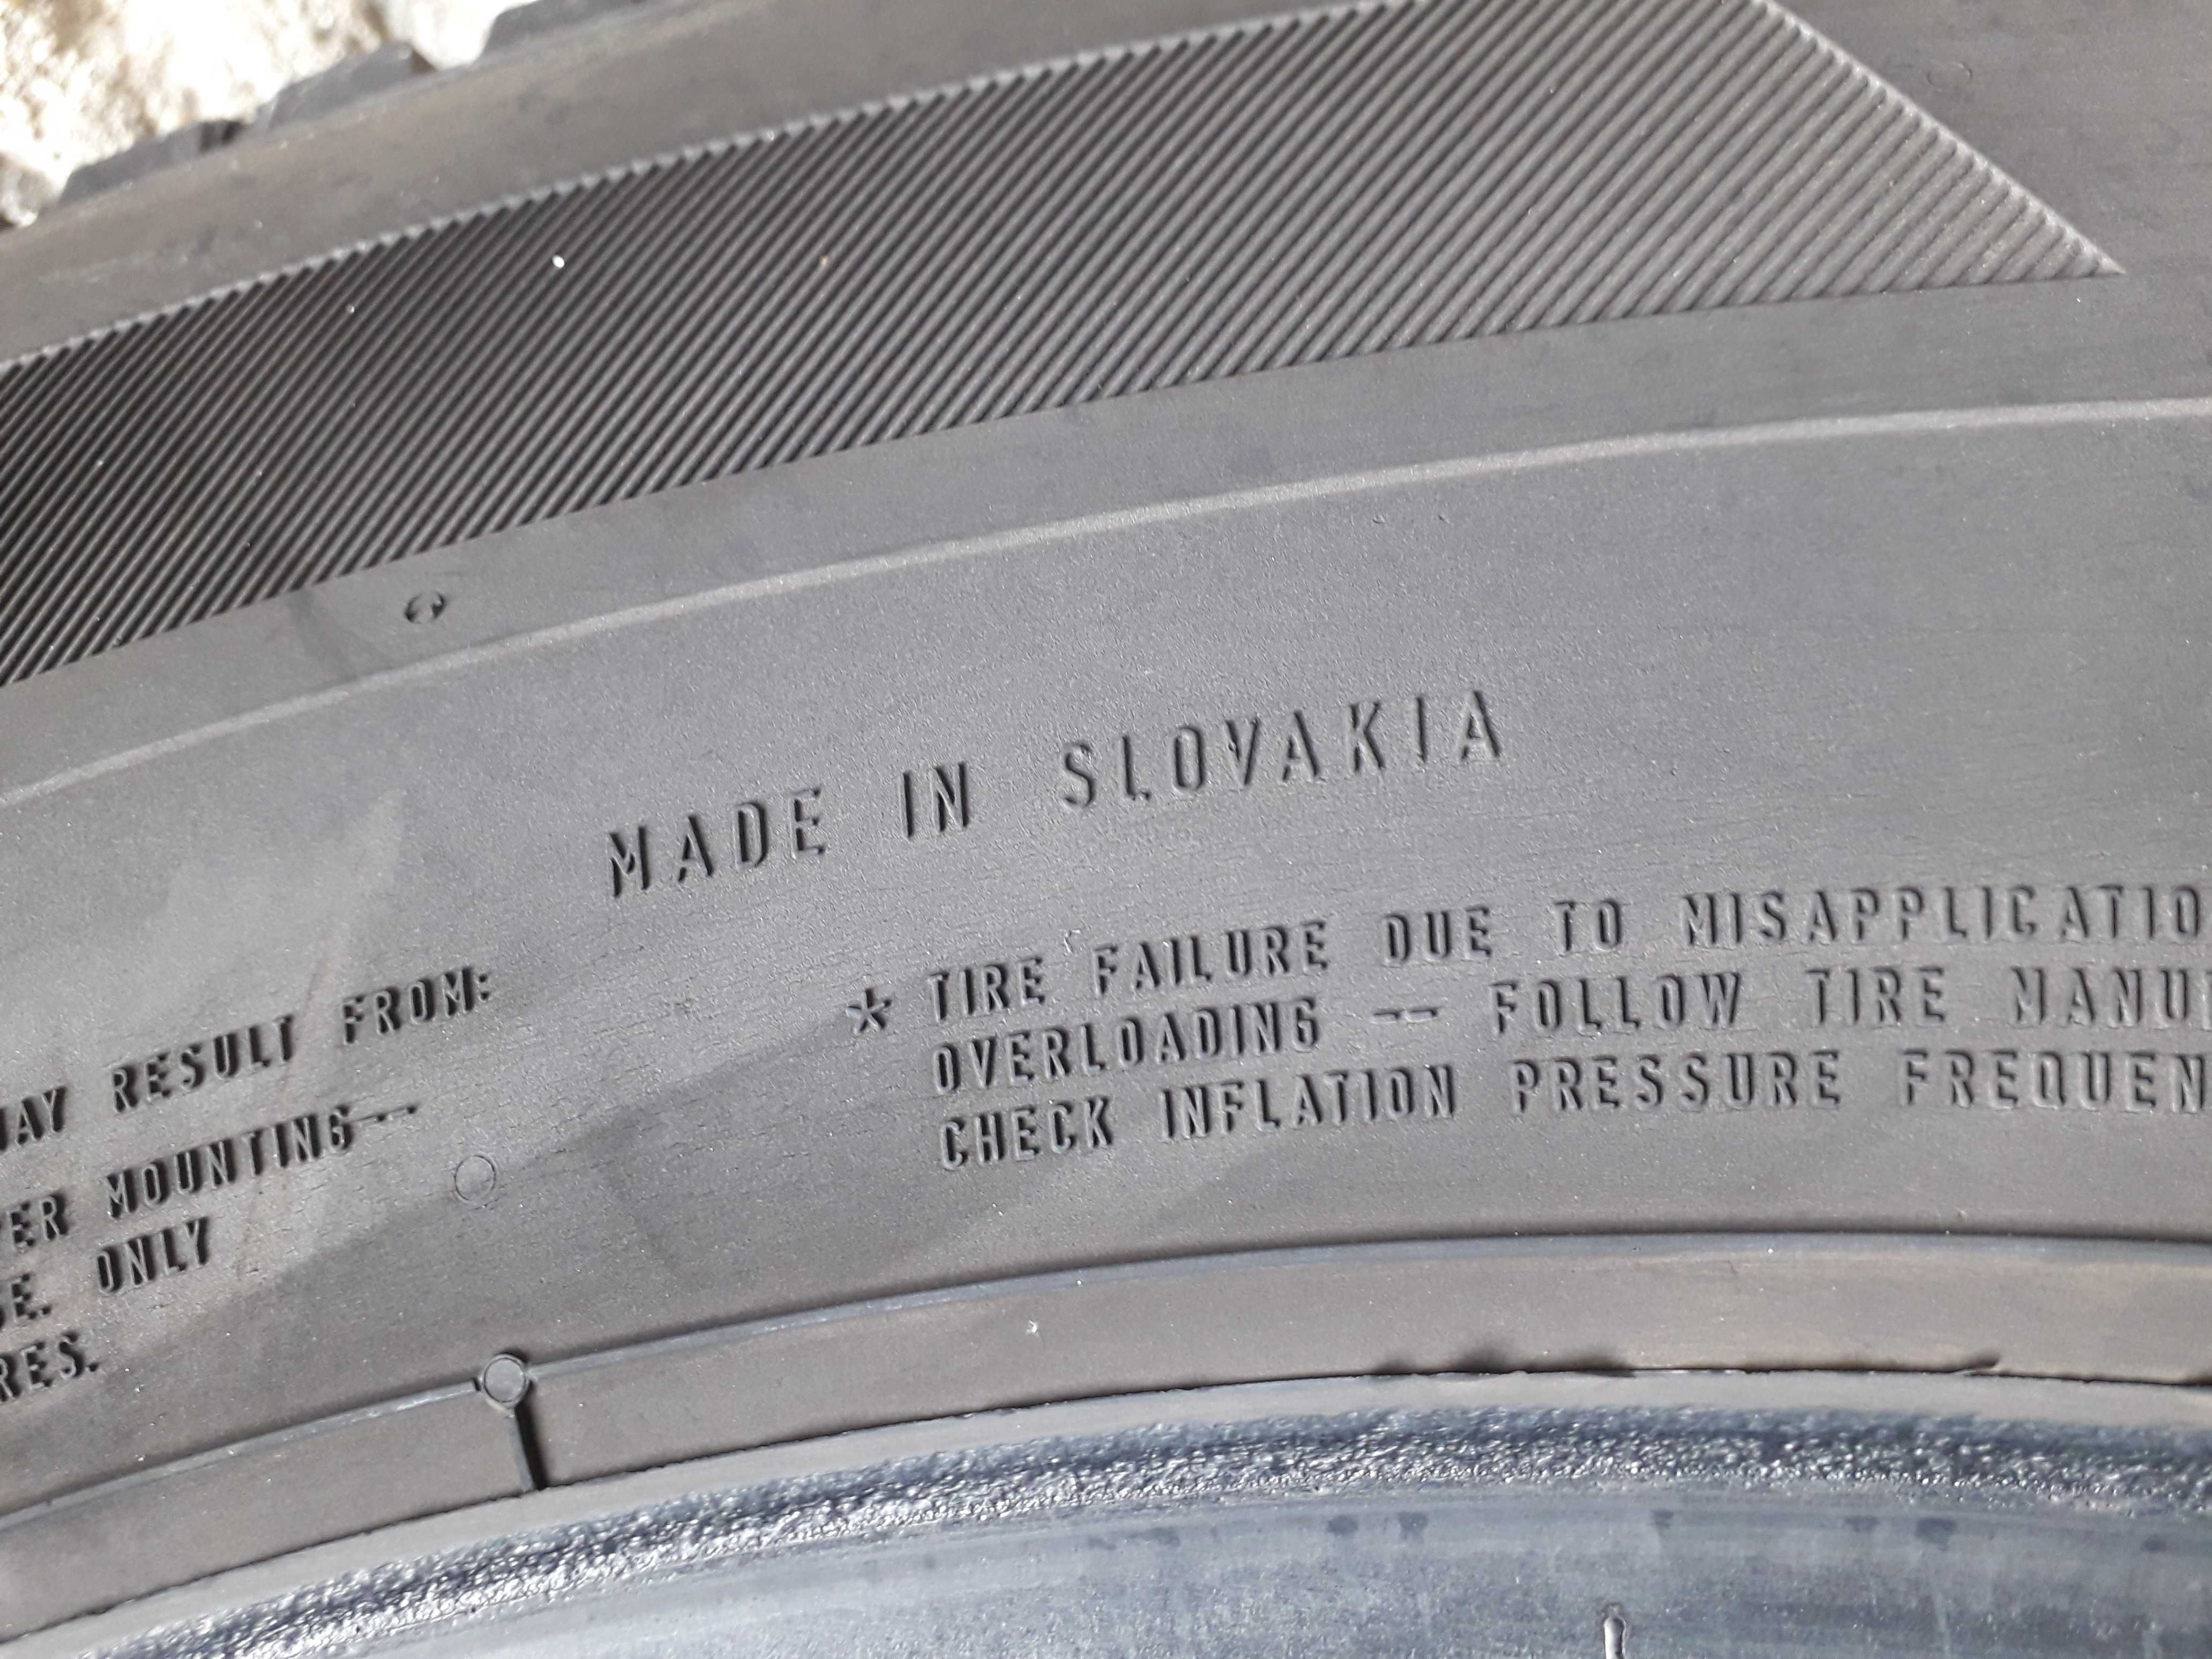 MADE IN SLOVAKIA
MAY RESULT FROM:
MOUNTING--
ONLY
* TIRE FAILURE DUE TO MISAPPLICATIO
OVERLOADING -- FOLLOW TIRE MANU
CHECK INFLATION PRESSURE FREQUEN